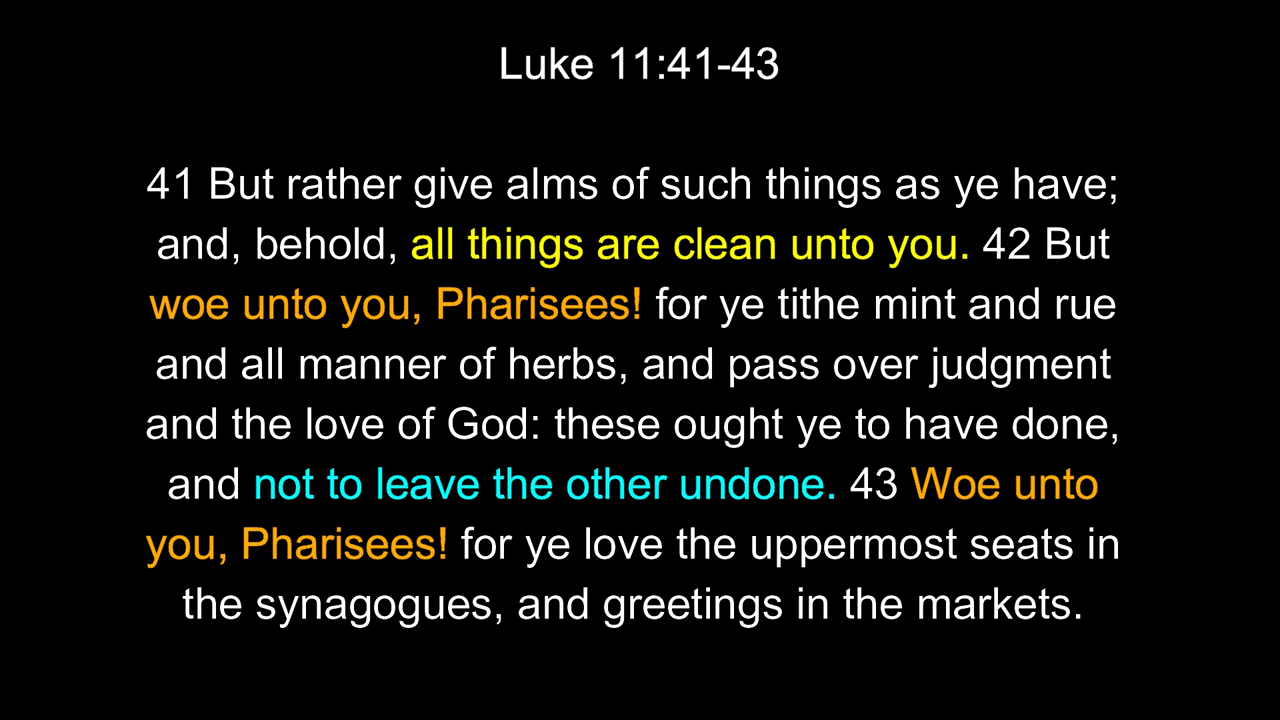 Luke 11:41-43
41 But rather give alms of such things as ye have;
and, behold, all things are clean unto you. 42 But
woe unto you, Pharisees! for ye tithe mint and rue
and all manner of herbs, and pass over judgment
and the love of God: these ought ye to have done,
and not to leave the other undone. 43 Woe unto
you, Pharisees! for ye love the uppermost seats in
the synagogues, and greetings in the markets.